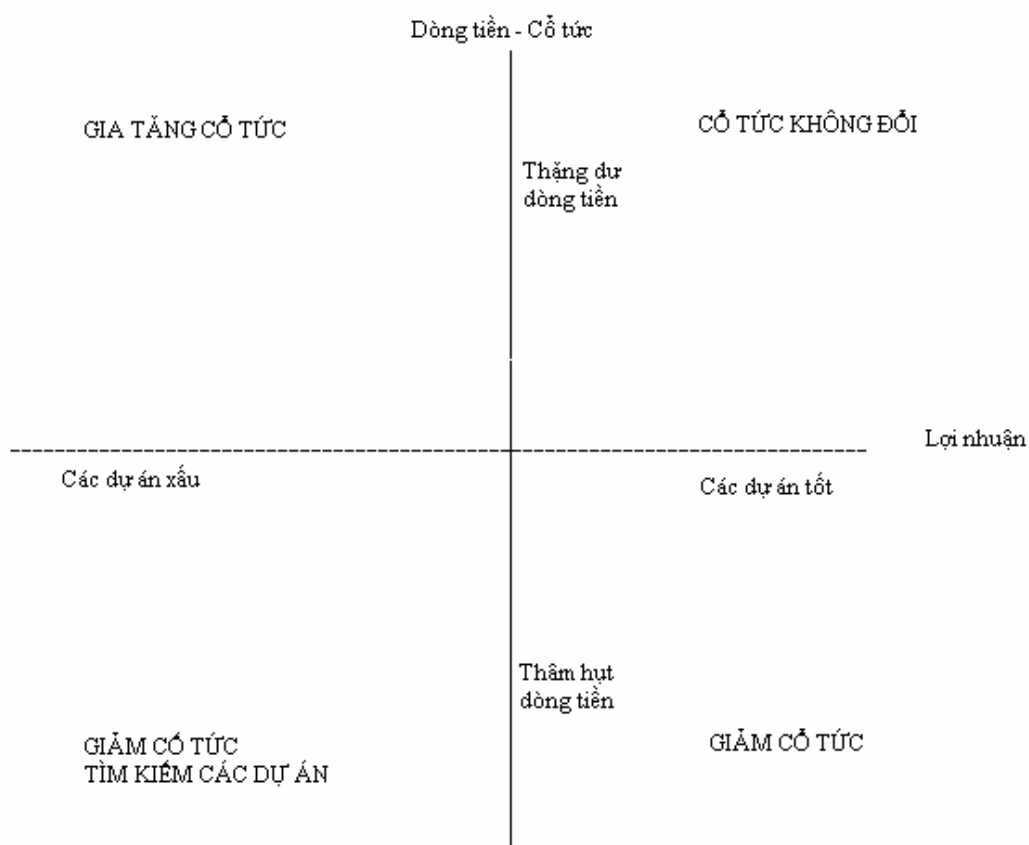 Dòng tiền - Cổ tức
GIA TĂNG CỔ TỨC
CỔ TỨC KHÔNG ĐỔI
Thặng dư
dòng tiền
Lợi nhuận
Các dự án xấu
Các dự án tốt
Thâm hụt
dòng tiền
GIẢM CỔ TỨC
TÌM KIẾM CÁC DỰ ÁN
GIẢM CỔ TỨC